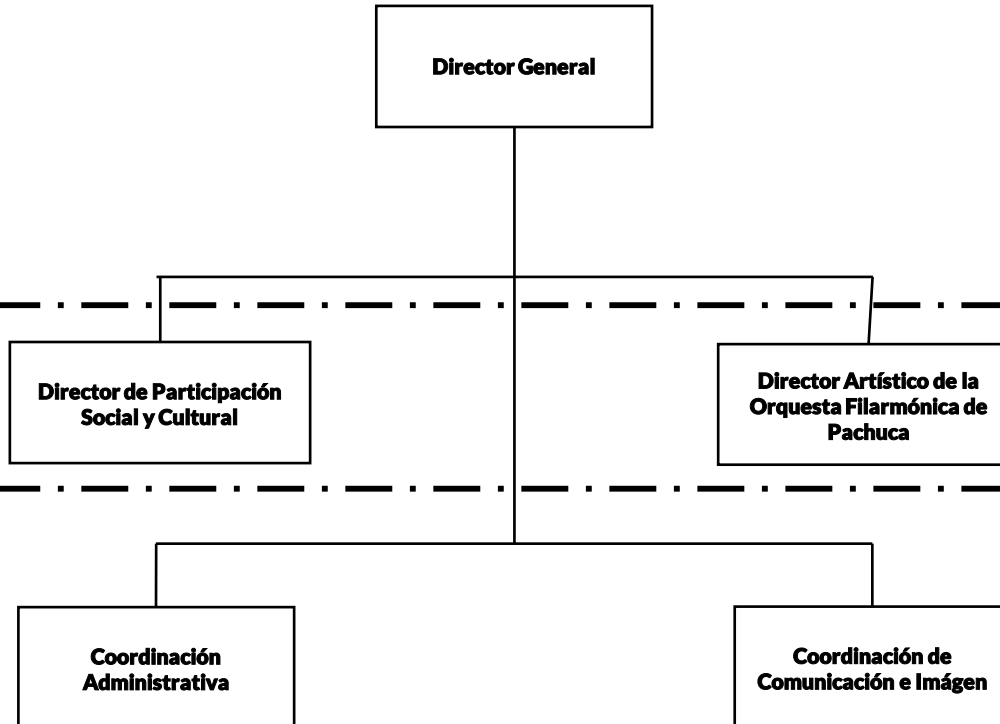 Director General
Director de Participación
Social y Cultural
Director Artístico de la
Orquesta Filarmónica de
Pachuca
Coordinación
Administrativa
Coordinación de
Comunicación e Imágen